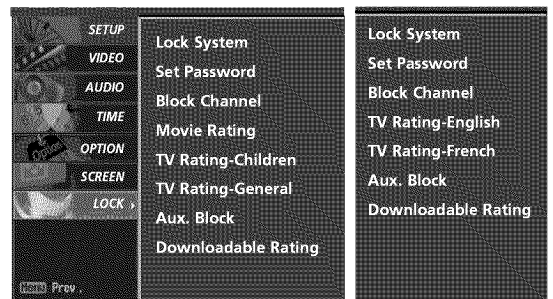 SETUP
VIDEO
AUDIO
TIME
OPTION
SCREEN
LOCK
Menu Prev.
Lock System
Set Password
Block Channel
Movie Rating
TV Rating-Children
TV Rating-General
Aux. Block
Downloadable Rating
Lock System
Set Password
Block Channel
TV Rating-English
TV Rating-French
Aux. Block
Downloadable Rating